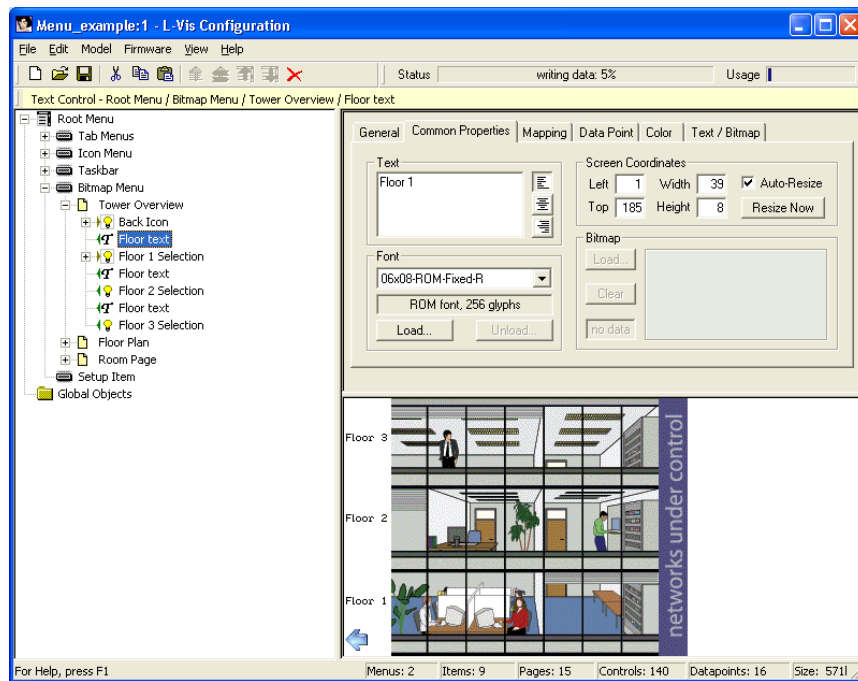 Menu_example:1 - L-Vis Configuration
File Edit Model Firmware View Help
Status writing data: 5% Usage
Text Control - Root Menu / Bitmap Menu / Tower Overview / Floor text
Root Menu
Tab Menus
Icon Menu
Taskbar
Bitmap Menu
Tower Overview
Back Icon
Floor text
Floor 1 Selection
Floor text
Floor 2 Selection
Floor text
Floor 3 Selection
Floor Plan
Room Page
Setup Item
Global Objects
General Common Properties Mapping Data Point Color Text / Bitmap
Text
Floor 1
Font
06x08-ROM-Fixed-R
ROM font, 256 glyphs
Load... Unload...
Screen Coordinates
Left 1 Width 39 Auto-Resize
Top 185 Height 8 Resize Now
Bitmap
Load...
Clear
no data
Floor 3
Floor 2
Floor 1
networks under control
For Help, press F1 Menus: 2 Items: 9 Pages: 15 Controls: 140 Datapoints: 16 Size: 571